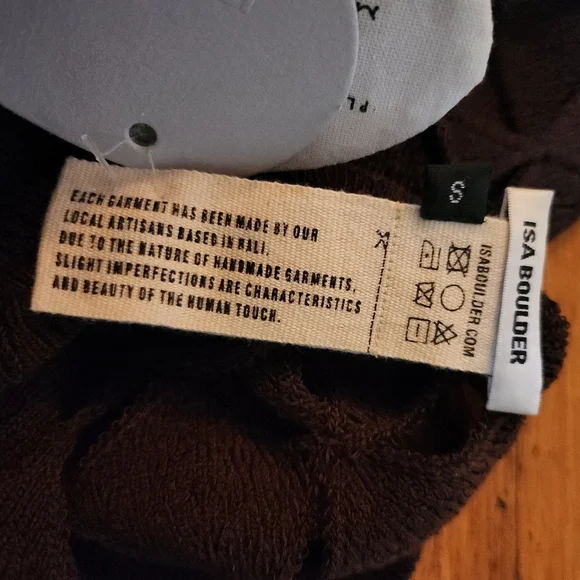 EACH GARMENT HAS BEEN MADE BY OUR
LOCAL ARTISANS BASED IN BALI.
DUE TO THE NATURE OF HANDMADE GARMENTS,
SLIGHT IMPERFECTIONS ARE CHARACTERISTICS
AND BEAUTY OF THE HUMAN TOUCH.
S
ISABOULDER.COM
ISA BOULDER